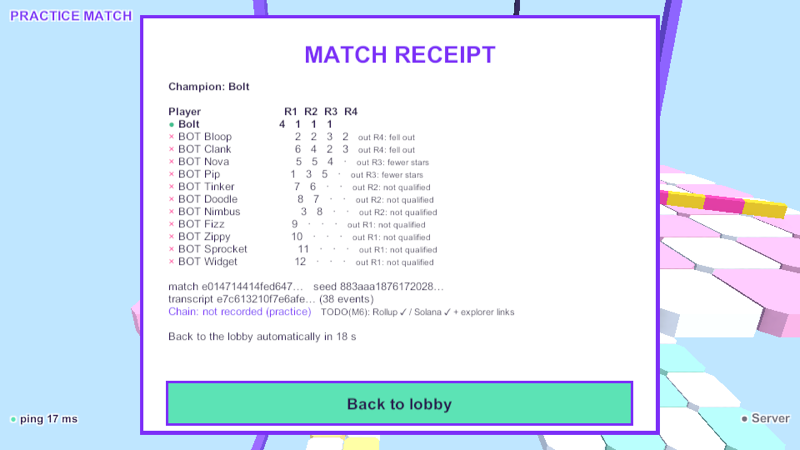 PRACTICE MATCH
MATCH RECEIPT
Champion: Bolt
Player R1 R2 R3 R4
● Bolt 4 1 1 1
× BOT Bloop 2 2 3 2 out R4: fell out
× BOT Clank 6 4 2 3 out R4: fell out
× BOT Nova 5 5 4 · out R3: fewer stars
× BOT Pip 1 3 5 · out R3: fewer stars
× BOT Tinker 7 6 · · out R2: not qualified
× BOT Doodle 8 7 · · out R2: not qualified
× BOT Nimbus 3 8 · · out R2: not qualified
× BOT Fizz 9 · · · out R1: not qualified
× BOT Zippy 10 · · · out R1: not qualified
× BOT Sprocket 11 · · · out R1: not qualified
× BOT Widget 12 · · · out R1: not qualified
match e014714414fed647… seed 883aaa1876172028…
transcript e7c613210f7e6afe… (38 events)
Chain: not recorded (practice) TODO(M6): Rollup ✓ / Solana ✓ + explorer links
Back to the lobby automatically in 18 s
Back to lobby
● ping 17 ms
● Server